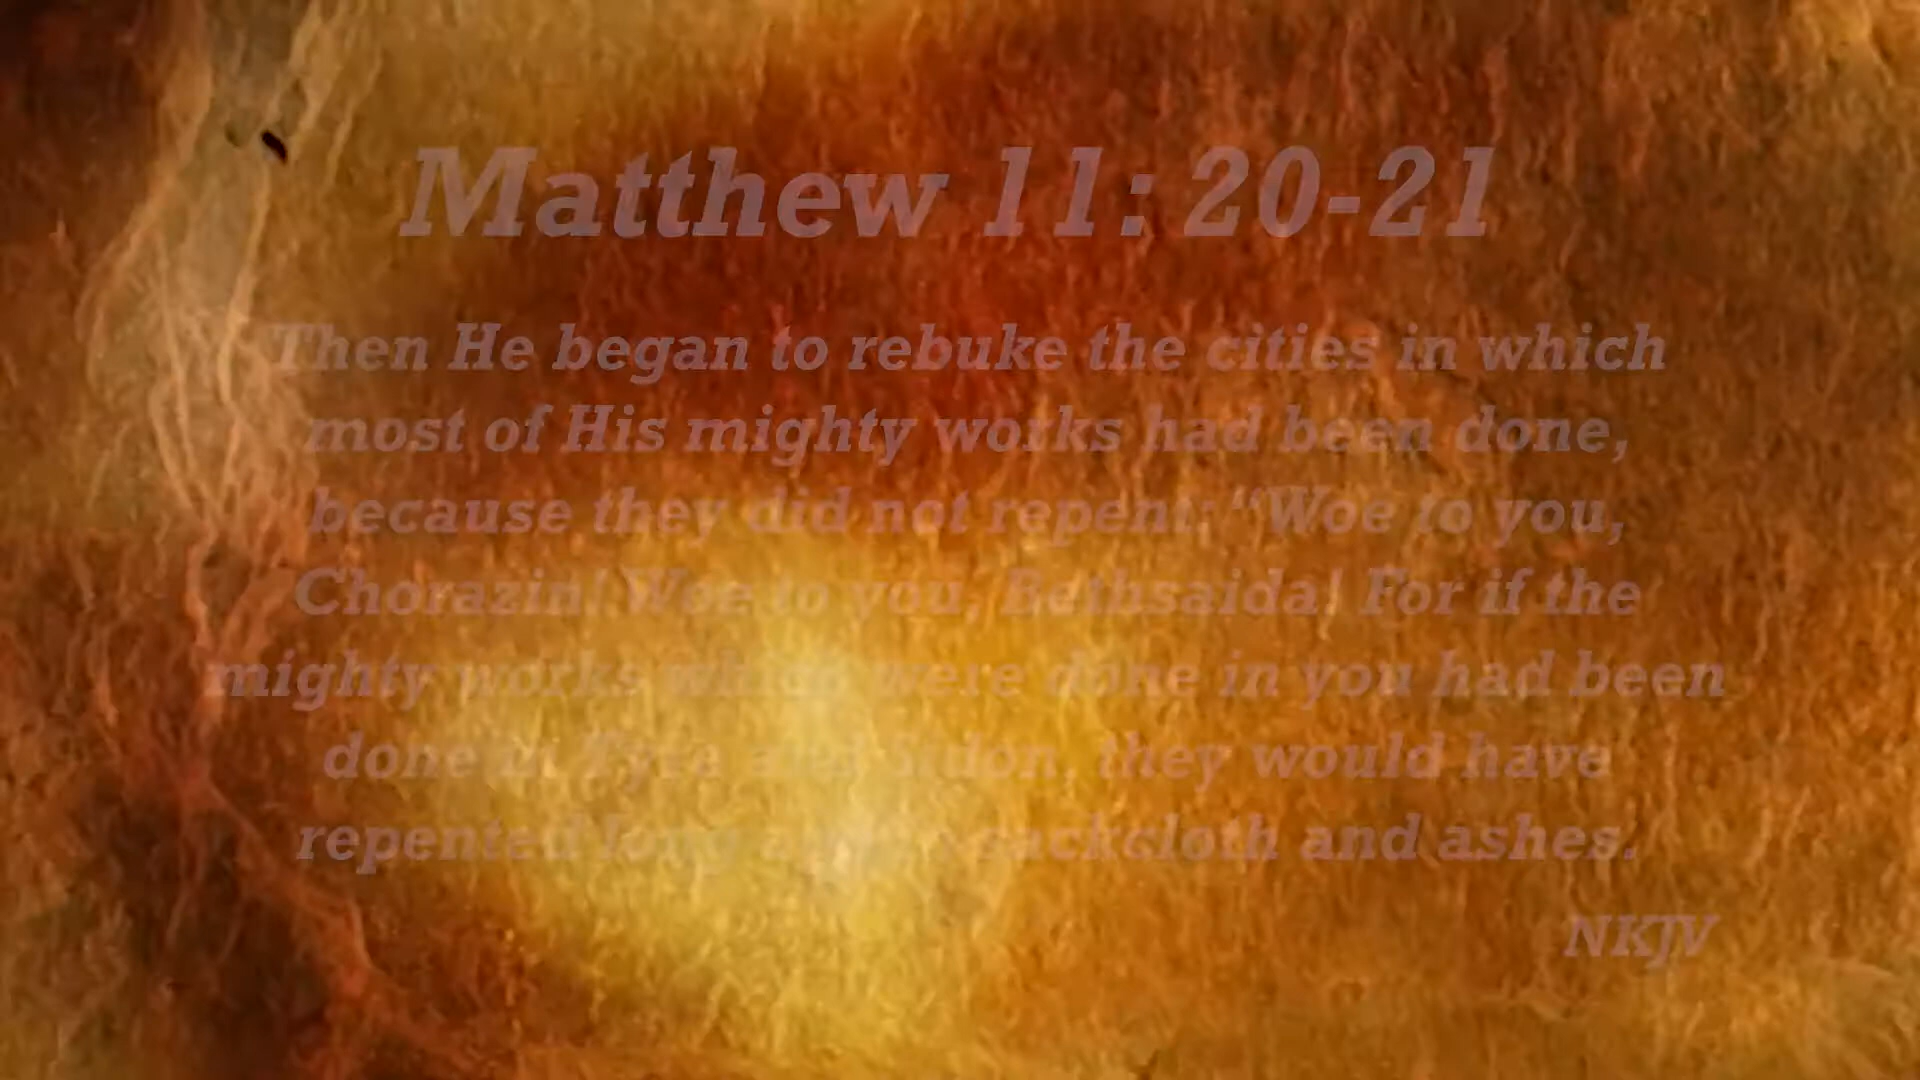 Matthew 11: 20-21
Then He began to rebuke the cities in which
most of His mighty works had been done,
because they did not repent: “Woe to you,
Chorazin! Woe to you, Bethsaida! For if the
mighty works which were done in you had been
done in Tyre and Sidon, they would have
repented long ago in sackcloth and ashes.
NKJV